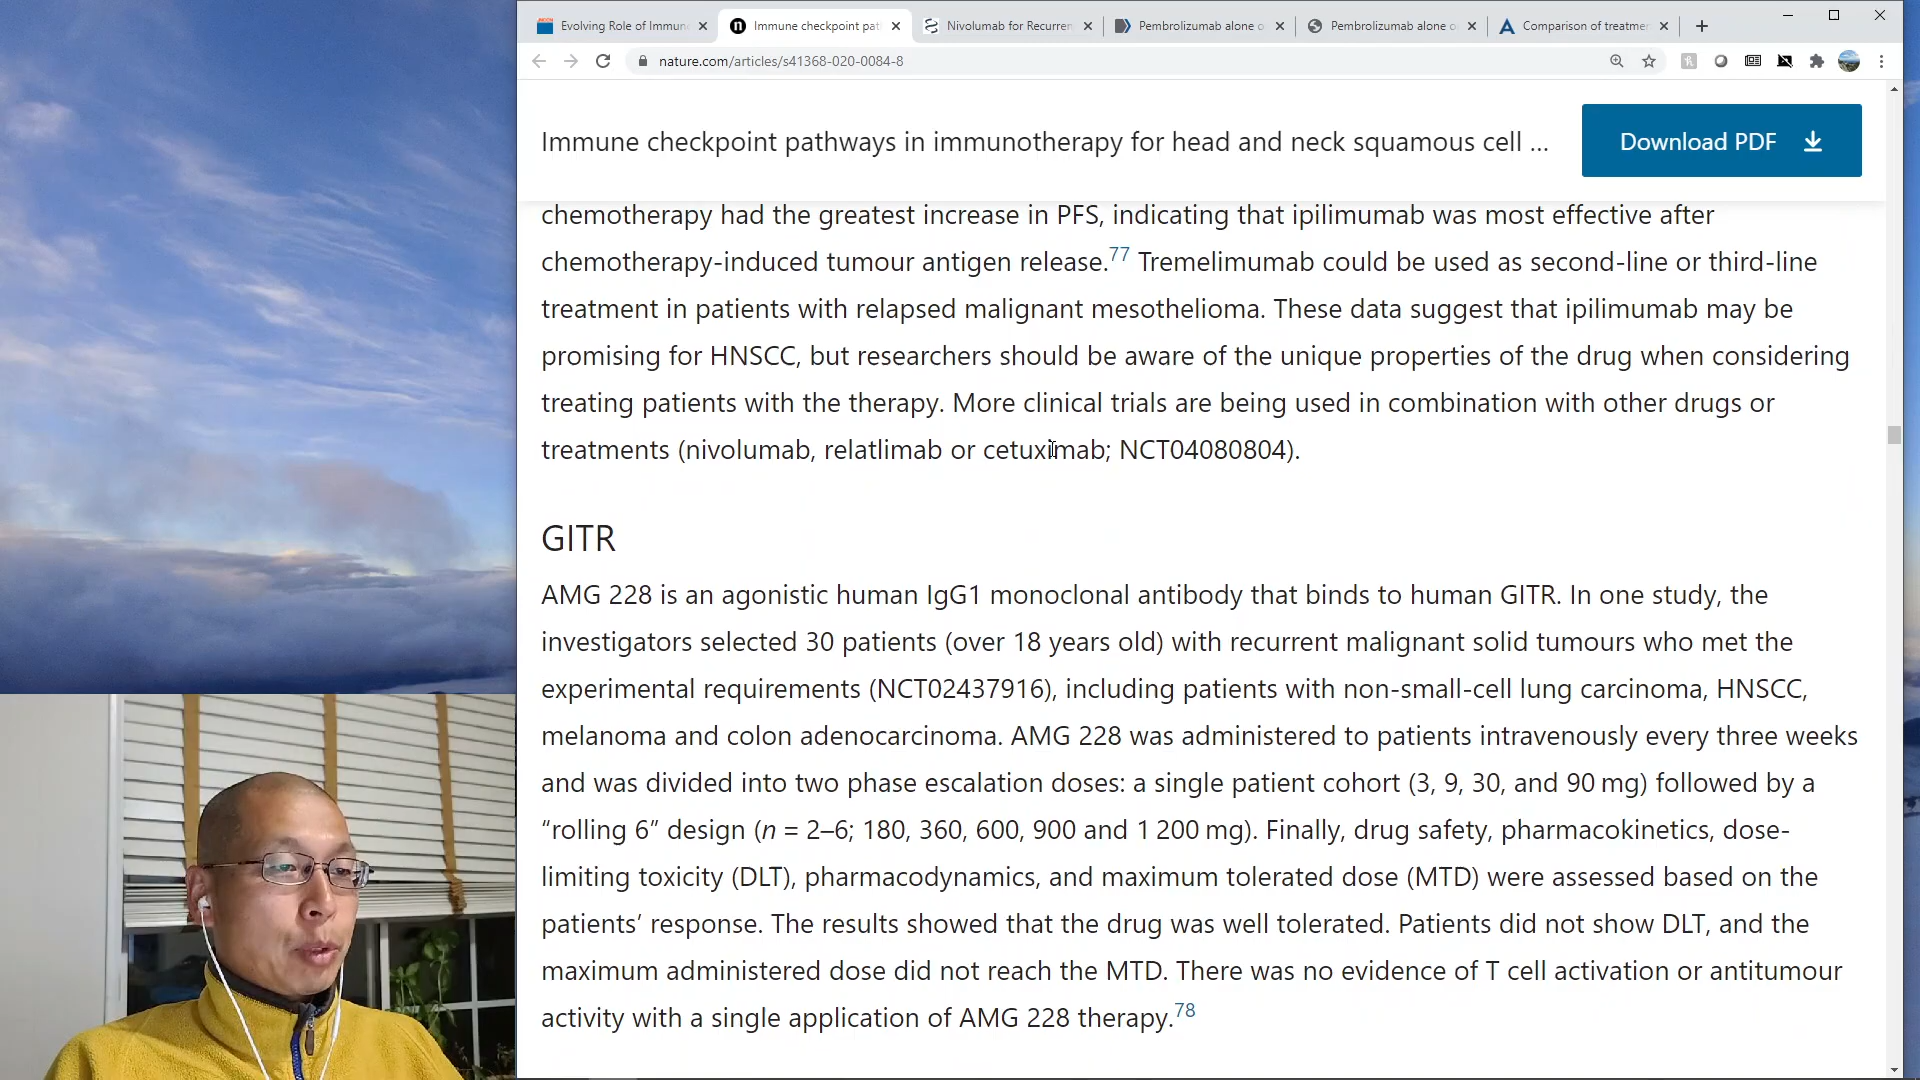 Evolving Role of Immun
Immune checkpoint pat
Nivolumab for Recurren
Pembrolizumab alone o
Pembrolizumab alone o
Comparison of treatmen
nature.com/articles/s41368-020-0084-8
Immune checkpoint pathways in immunotherapy for head and neck squamous cell ...
Download PDF
chemotherapy had the greatest increase in PFS, indicating that ipilimumab was most effective after
chemotherapy-induced tumour antigen release.77 Tremelimumab could be used as second-line or third-line
treatment in patients with relapsed malignant mesothelioma. These data suggest that ipilimumab may be
promising for HNSCC, but researchers should be aware of the unique properties of the drug when considering
treating patients with the therapy. More clinical trials are being used in combination with other drugs or
treatments (nivolumab, relatlimab or cetuximab; NCT04080804).
GITR
AMG 228 is an agonistic human IgG1 monoclonal antibody that binds to human GITR. In one study, the
investigators selected 30 patients (over 18 years old) with recurrent malignant solid tumours who met the
experimental requirements (NCT02437916), including patients with non-small-cell lung carcinoma, HNSCC,
melanoma and colon adenocarcinoma. AMG 228 was administered to patients intravenously every three weeks
and was divided into two phase escalation doses: a single patient cohort (3, 9, 30, and 90 mg) followed by a
“rolling 6” design (n = 2–6; 180, 360, 600, 900 and 1 200 mg). Finally, drug safety, pharmacokinetics, dose-
limiting toxicity (DLT), pharmacodynamics, and maximum tolerated dose (MTD) were assessed based on the
patients’ response. The results showed that the drug was well tolerated. Patients did not show DLT, and the
maximum administered dose did not reach the MTD. There was no evidence of T cell activation or antitumour
activity with a single application of AMG 228 therapy.78